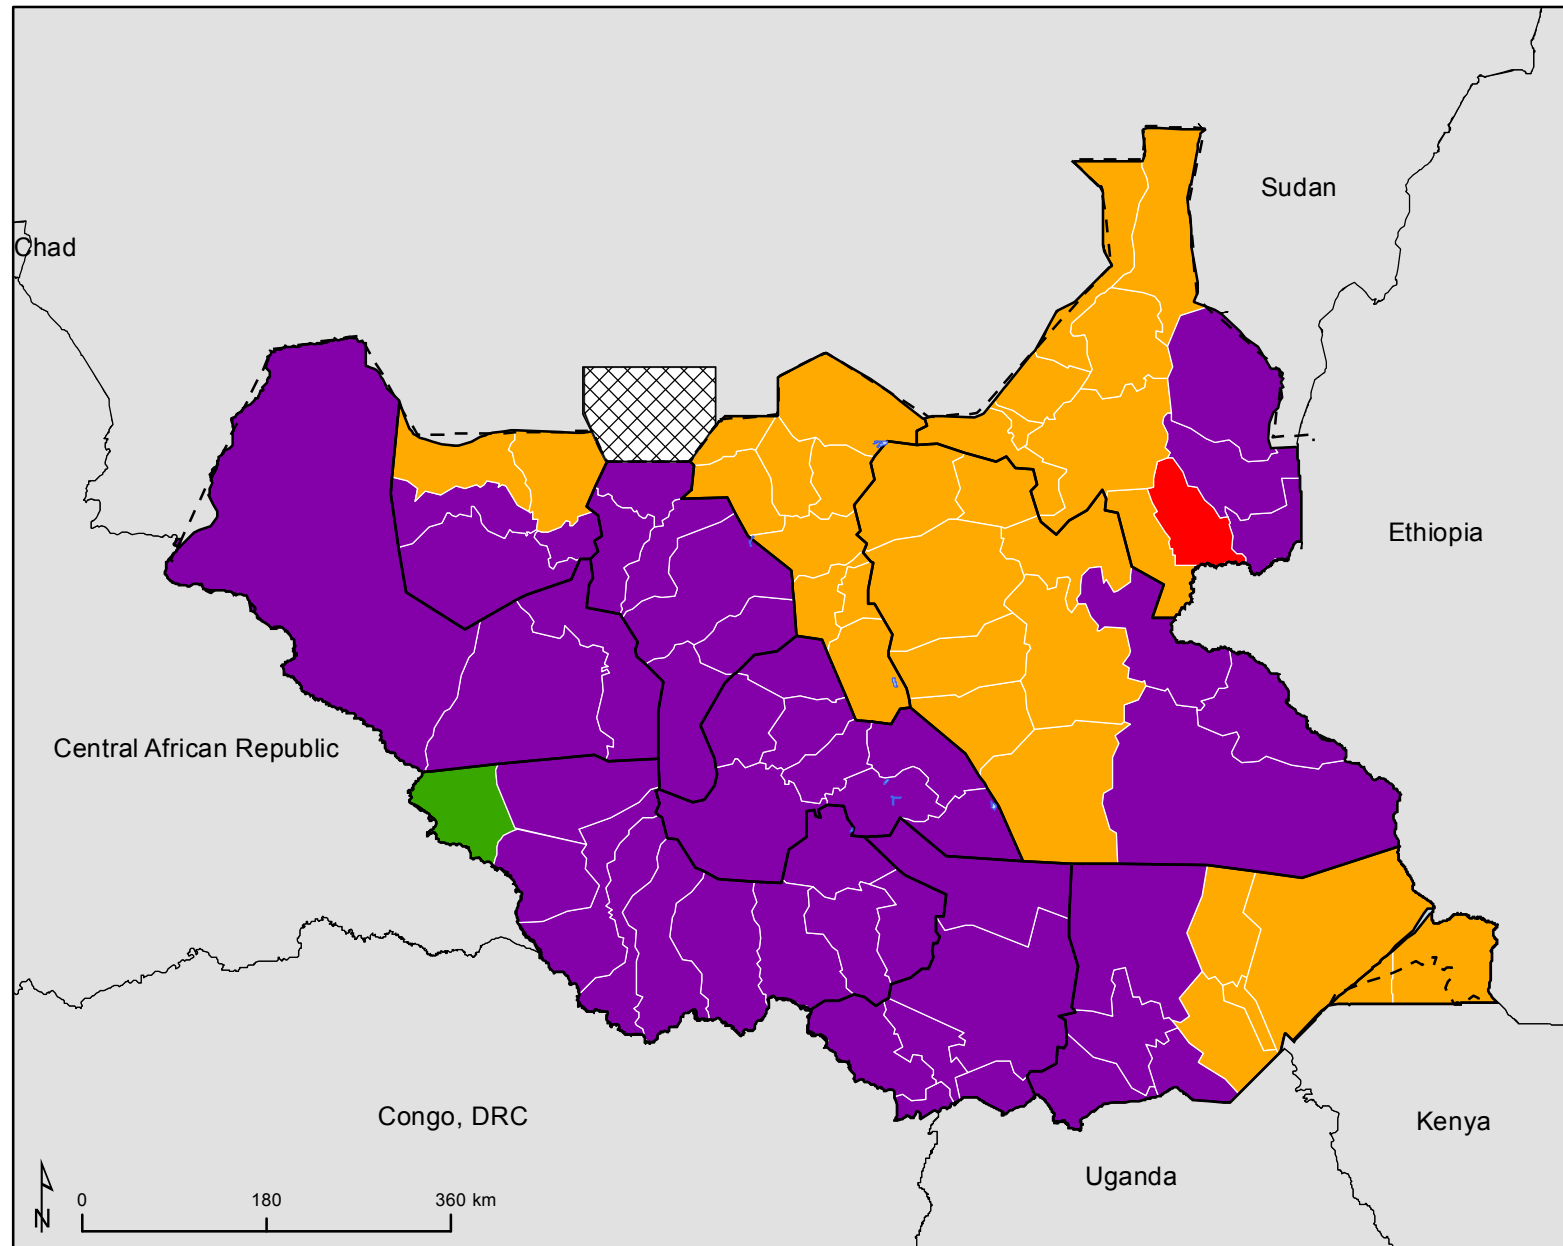 Sudan
Chad
Ethiopia
Central African Republic
Congo, DRC
Kenya
Uganda
N
0 180 360 km